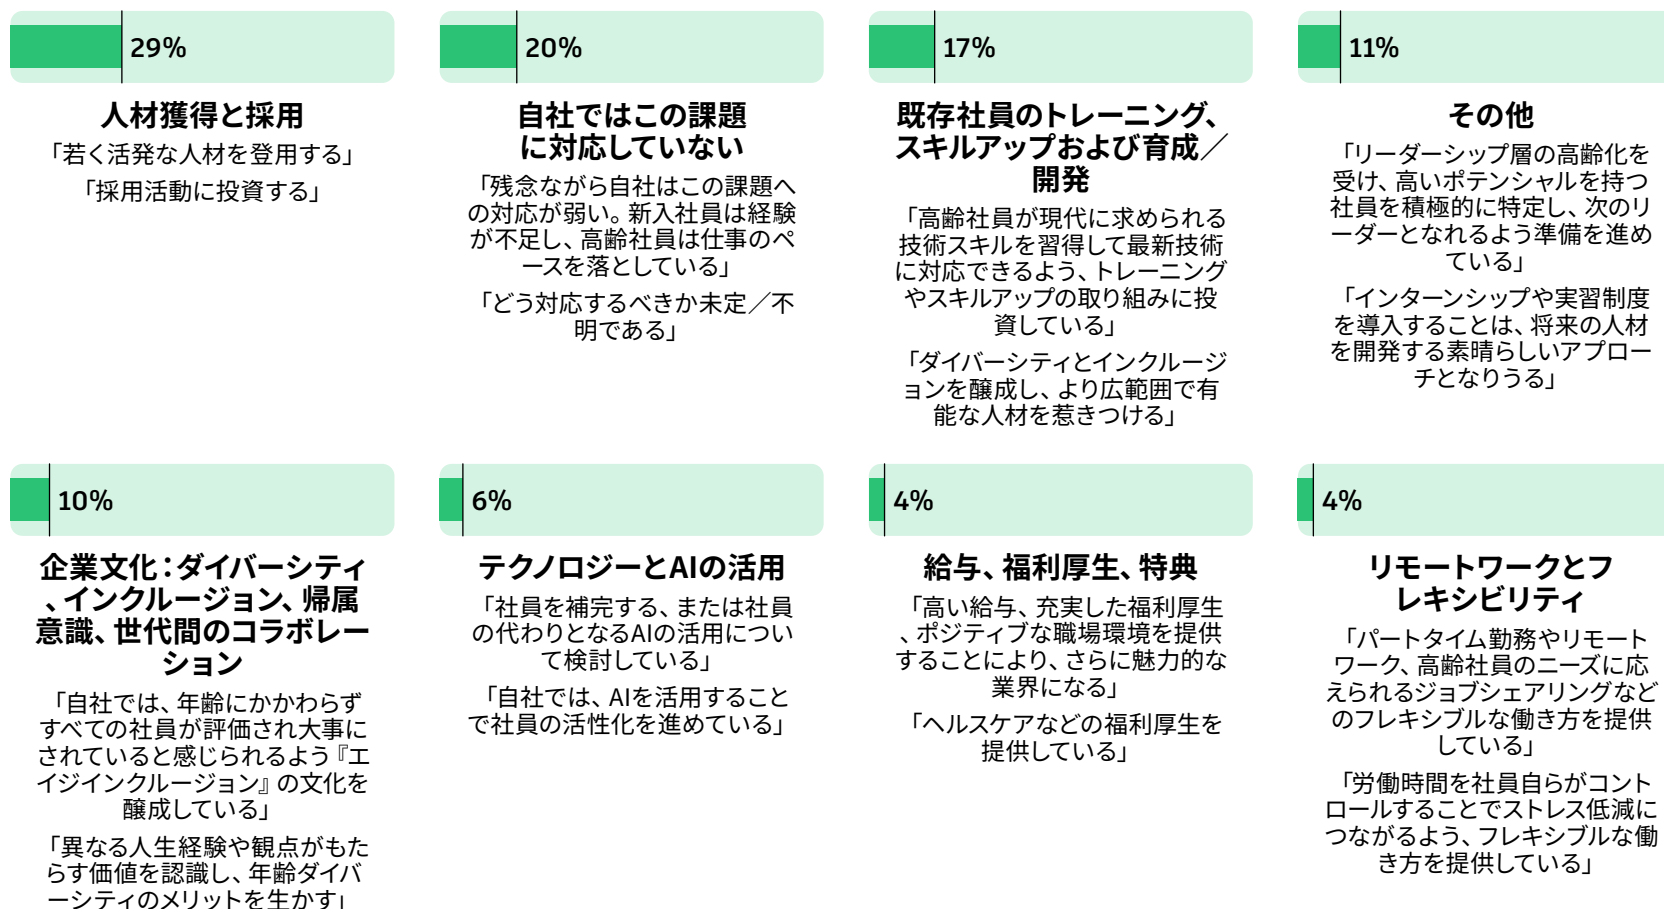 29%
人材獲得と採用
「若く活発な人材を登用する」
「採用活動に投資する」
20%
自社ではこの課題
に対応していない
「残念ながら自社はこの課題へ
の対応が弱い。新入社員は経験
が不足し、高齢社員は仕事のペ
ースを落としている」
「どう対応するべきか未定／不
明である」
17%
既存社員のトレーニング、
スキルアップおよび育成／
開発
「高齢社員が現代に求められる
技術スキルを習得して最新技術
に対応できるよう、トレーニング
やスキルアップの取り組みに投
資している」
「ダイバーシティとインクルージ
ョンを醸成し、より広範囲で有
能な人材を惹きつける」
11%
その他
「リーダーシップ層の高齢化を
受け、高いポテンシャルを持つ
社員を積極的に特定し、次のリ
ーダーとなれるよう準備を進め
ている」
「インターンシップや実習制度
を導入することは、将来の人材
を開発する素晴らしいアプロー
チとなりうる」
10%
企業文化：ダイバーシティ
、インクルージョン、帰属
意識、世代間のコラボレー
ション
「自社では、年齢にかかわらず
すべての社員が評価され大事に
されていると感じられるよう『エ
イジインクルージョン』の文化を
醸成している」
「異なる人生経験や観点がもた
らす価値を認識し、年齢ダイバ
ーシティのメリットを生かす」
6%
テクノロジーとAIの活用
「社員を補完する、または社員
の代わりとなるAIの活用につい
て検討している」
「自社では、AIを活用すること
で社員の活性化を進めている」
4%
給与、福利厚生、特典
「高い給与、充実した福利厚生
、ポジティブな職場環境を提供
することにより、さらに魅力的な
業界になる」
「ヘルスケアなどの福利厚生を
提供している」
4%
リモートワークとフ
レキシビリティ
「パートタイム勤務やリモート
ワーク、高齢社員のニーズに応
えられるジョブシェアリングなど
のフレキシブルな働き方を提供
している」
「労働時間を社員自らがコント
ロールすることでストレス低減に
つながるよう、フレキシブルな働
き方を提供している」